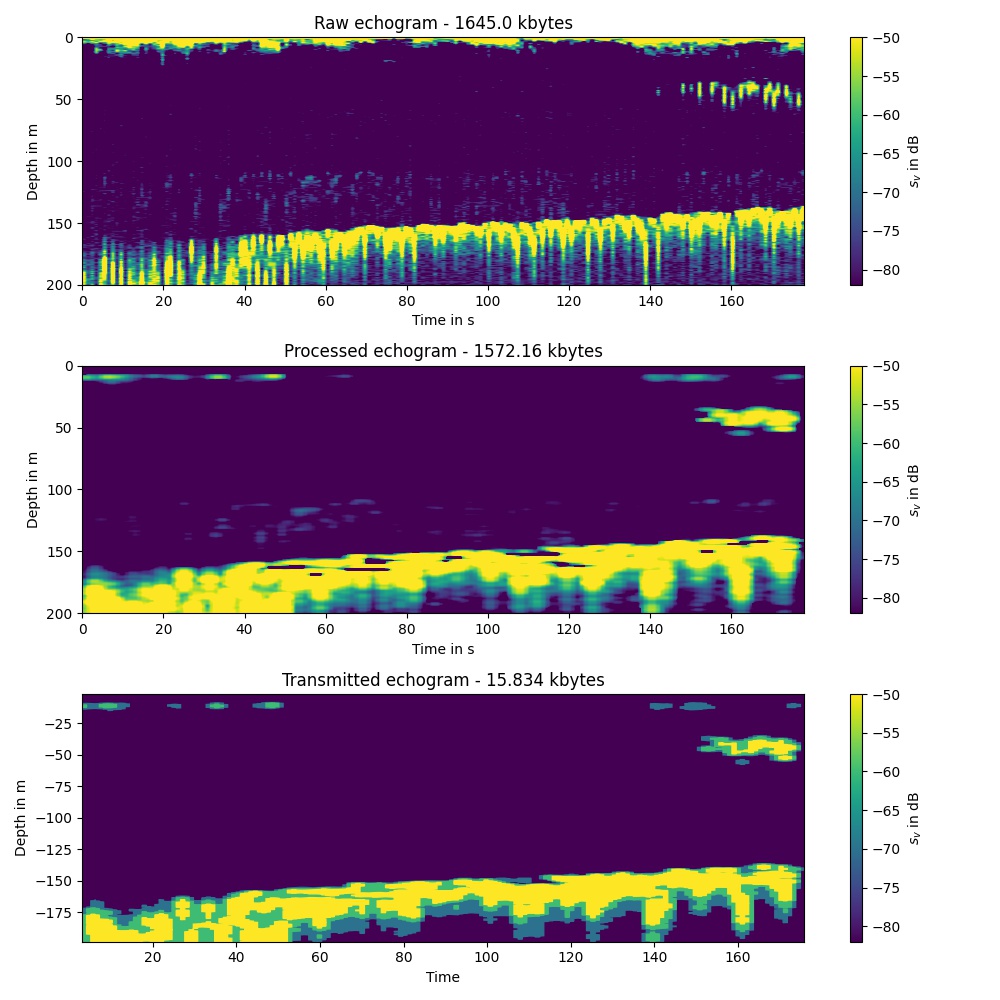 Raw echogram - 1645.0 kbytes
0
50
100
150
200
Depth in m
0 20 40 60 80 100 120 140 160
Time in s
−50
−55
−60
−65
−70
−75
−80
sv in dB
Processed echogram - 1572.16 kbytes
0
50
100
150
200
Depth in m
0 20 40 60 80 100 120 140 160
Time in s
−50
−55
−60
−65
−70
−75
−80
sv in dB
Transmitted echogram - 15.834 kbytes
−25
−50
−75
−100
−125
−150
−175
Depth in m
20 40 60 80 100 120 140 160
Time
−50
−55
−60
−65
−70
−75
−80
sv in dB